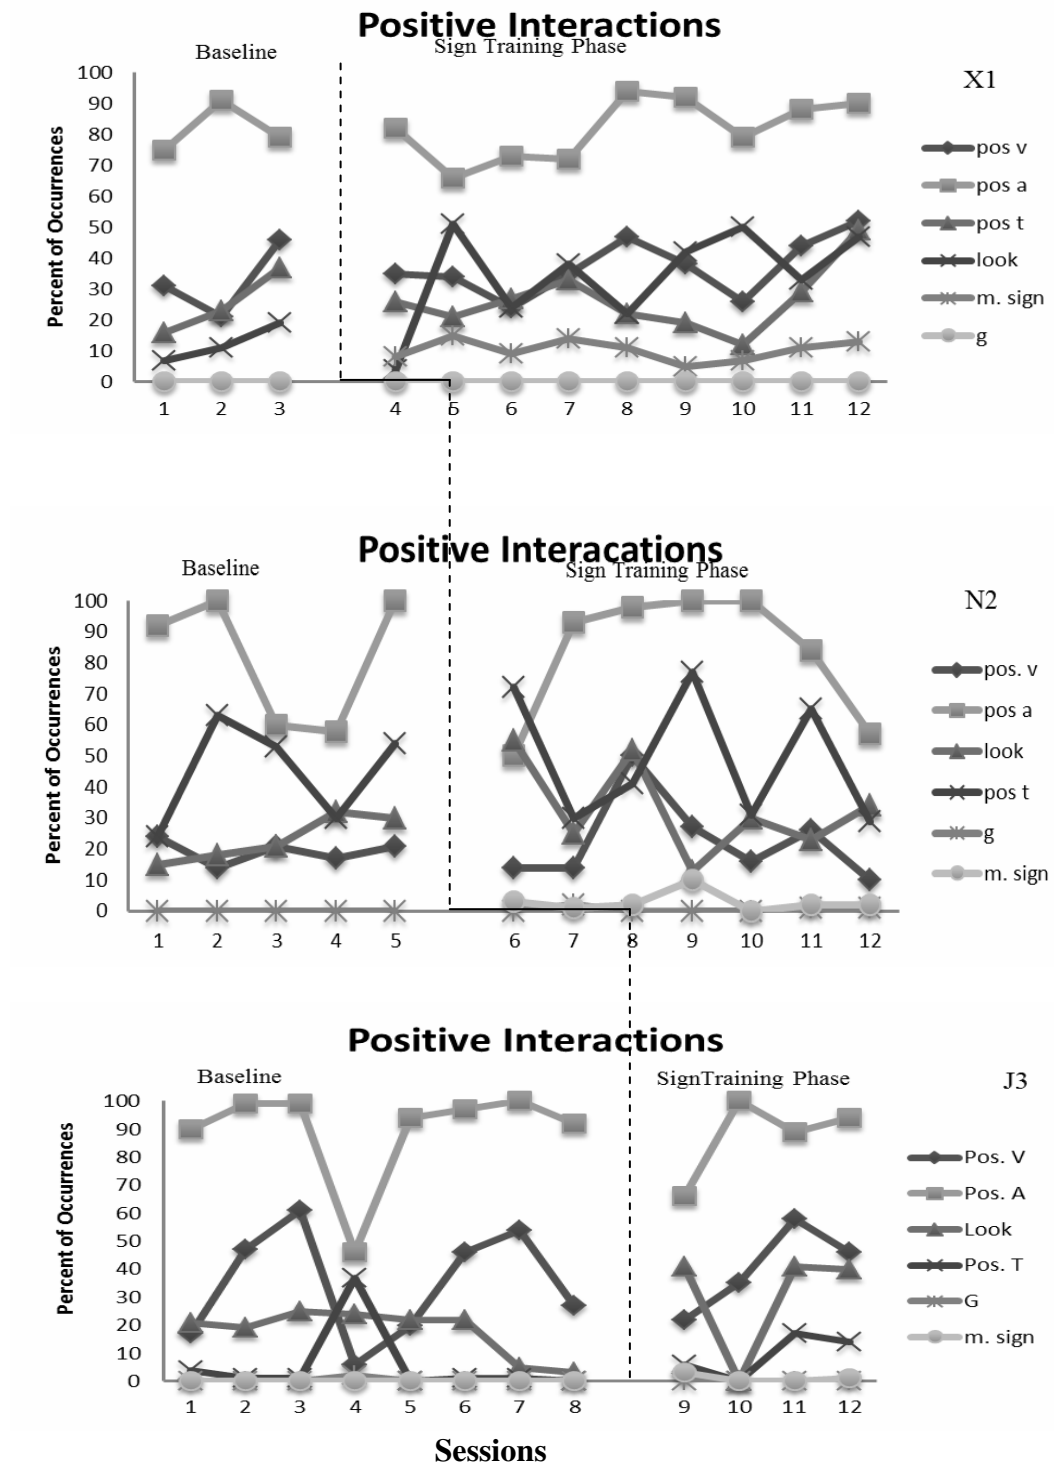 Positive Interactions
Baseline
Sign Training Phase
X1
Percent of Occurrences
100
90
80
70
60
50
40
30
20
10
0
1 2 3 4 5 6 7 8 9 10 11 12
pos v
pos a
pos t
look
m. sign
g
Positive Interacations
Baseline
Sign Training Phase
N2
Percent of Occurrences
100
90
80
70
60
50
40
30
20
10
0
1 2 3 4 5 6 7 8 9 10 11 12
pos. v
pos a
look
pos t
g
m. sign
Positive Interactions
Baseline
SignTraining Phase
J3
Percent of Occurrences
100
90
80
70
60
50
40
30
20
10
0
1 2 3 4 5 6 7 8 9 10 11 12
Pos. V
Pos. A
Look
Pos. T
G
m. sign
Sessions